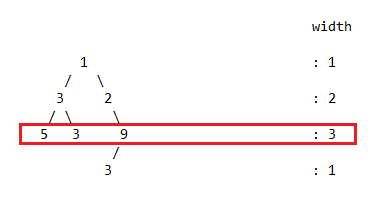 width
1 : 1
/ \
3 2 : 2
/ \ \
5 3 9 : 3
/
3 : 1